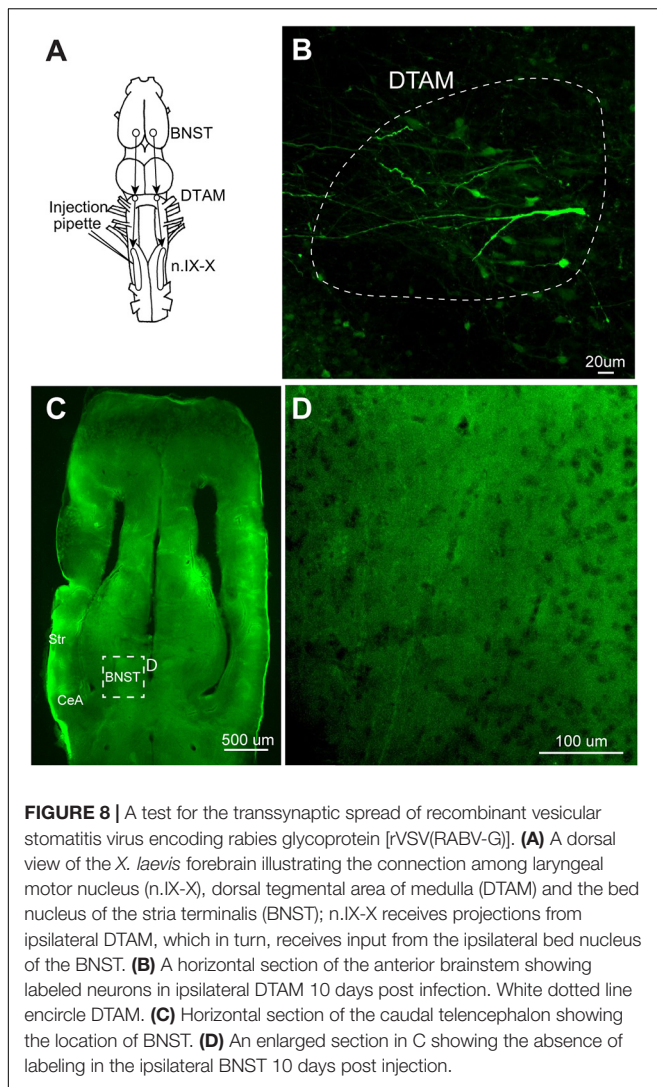 A
BNST
DTAM
Injection
pipette
n.IX-X
B
DTAM
20um
C
Str
CeA
BNST
D
500 um
D
100 um
FIGURE 8 | A test for the transsynaptic spread of recombinant vesicular
stomatitis virus encoding rabies glycoprotein [rVSV(RABV-G)]. (A) A dorsal
view of the X. laevis forebrain illustrating the connection among laryngeal
motor nucleus (n.IX-X), dorsal tegmental area of medulla (DTAM) and the bed
nucleus of the stria terminalis (BNST); n.IX-X receives projections from
ipsilateral DTAM, which in turn, receives input from the ipsilateral bed nucleus
of the BNST. (B) A horizontal section of the anterior brainstem showing
labeled neurons in ipsilateral DTAM 10 days post infection. White dotted line
encircle DTAM. (C) Horizontal section of the caudal telencephalon showing
the location of BNST. (D) An enlarged section in C showing the absence of
labeling in the ipsilateral BNST 10 days post injection.